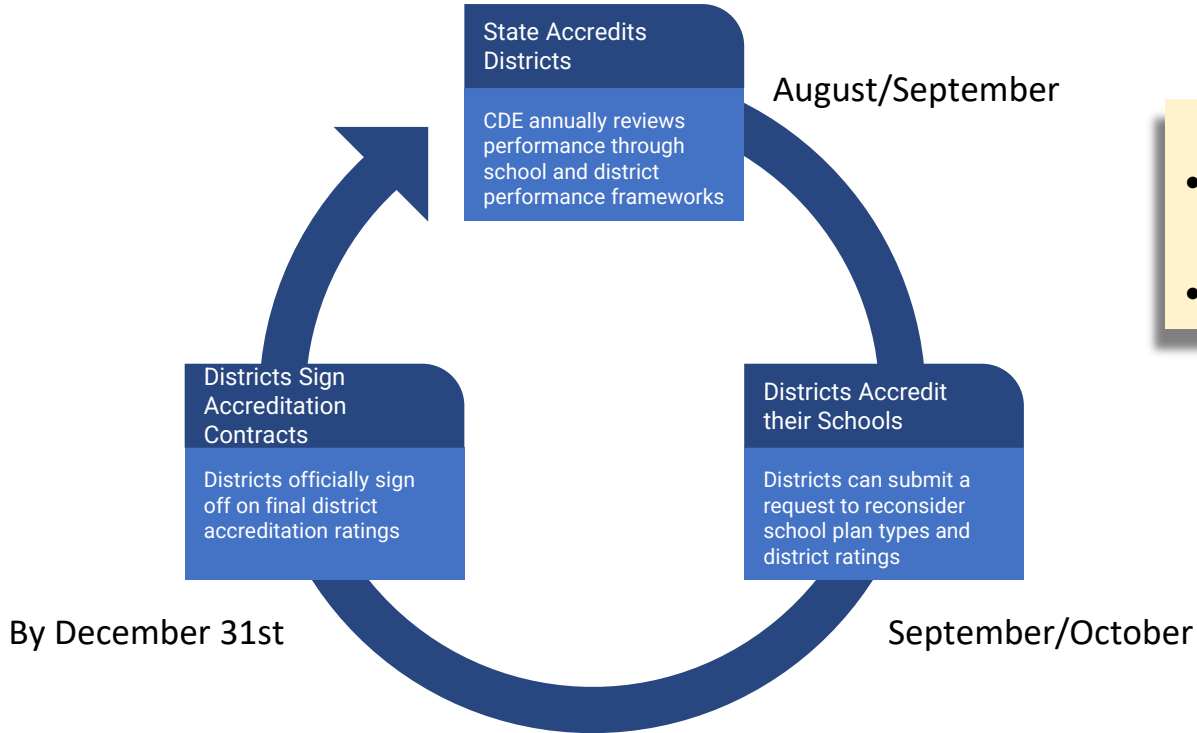 State Accredits
Districts
CDE annually reviews
performance through
school and district
performance frameworks
August/September
•
•
Districts Accredit
their Schools
Districts can submit a
request to reconsider
school plan types and
district ratings
September/October
Districts Sign
Accreditation
Contracts
Districts officially sign
off on final district
accreditation ratings
By December 31st